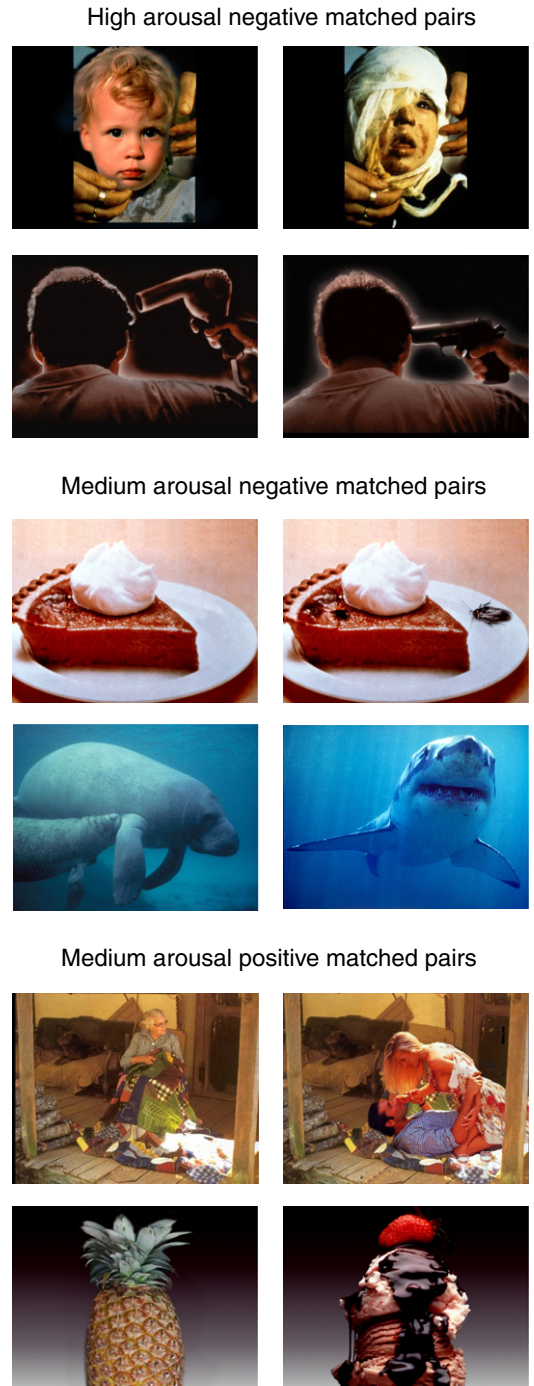 High arousal negative matched pairs
Medium arousal negative matched pairs
Medium arousal positive matched pairs